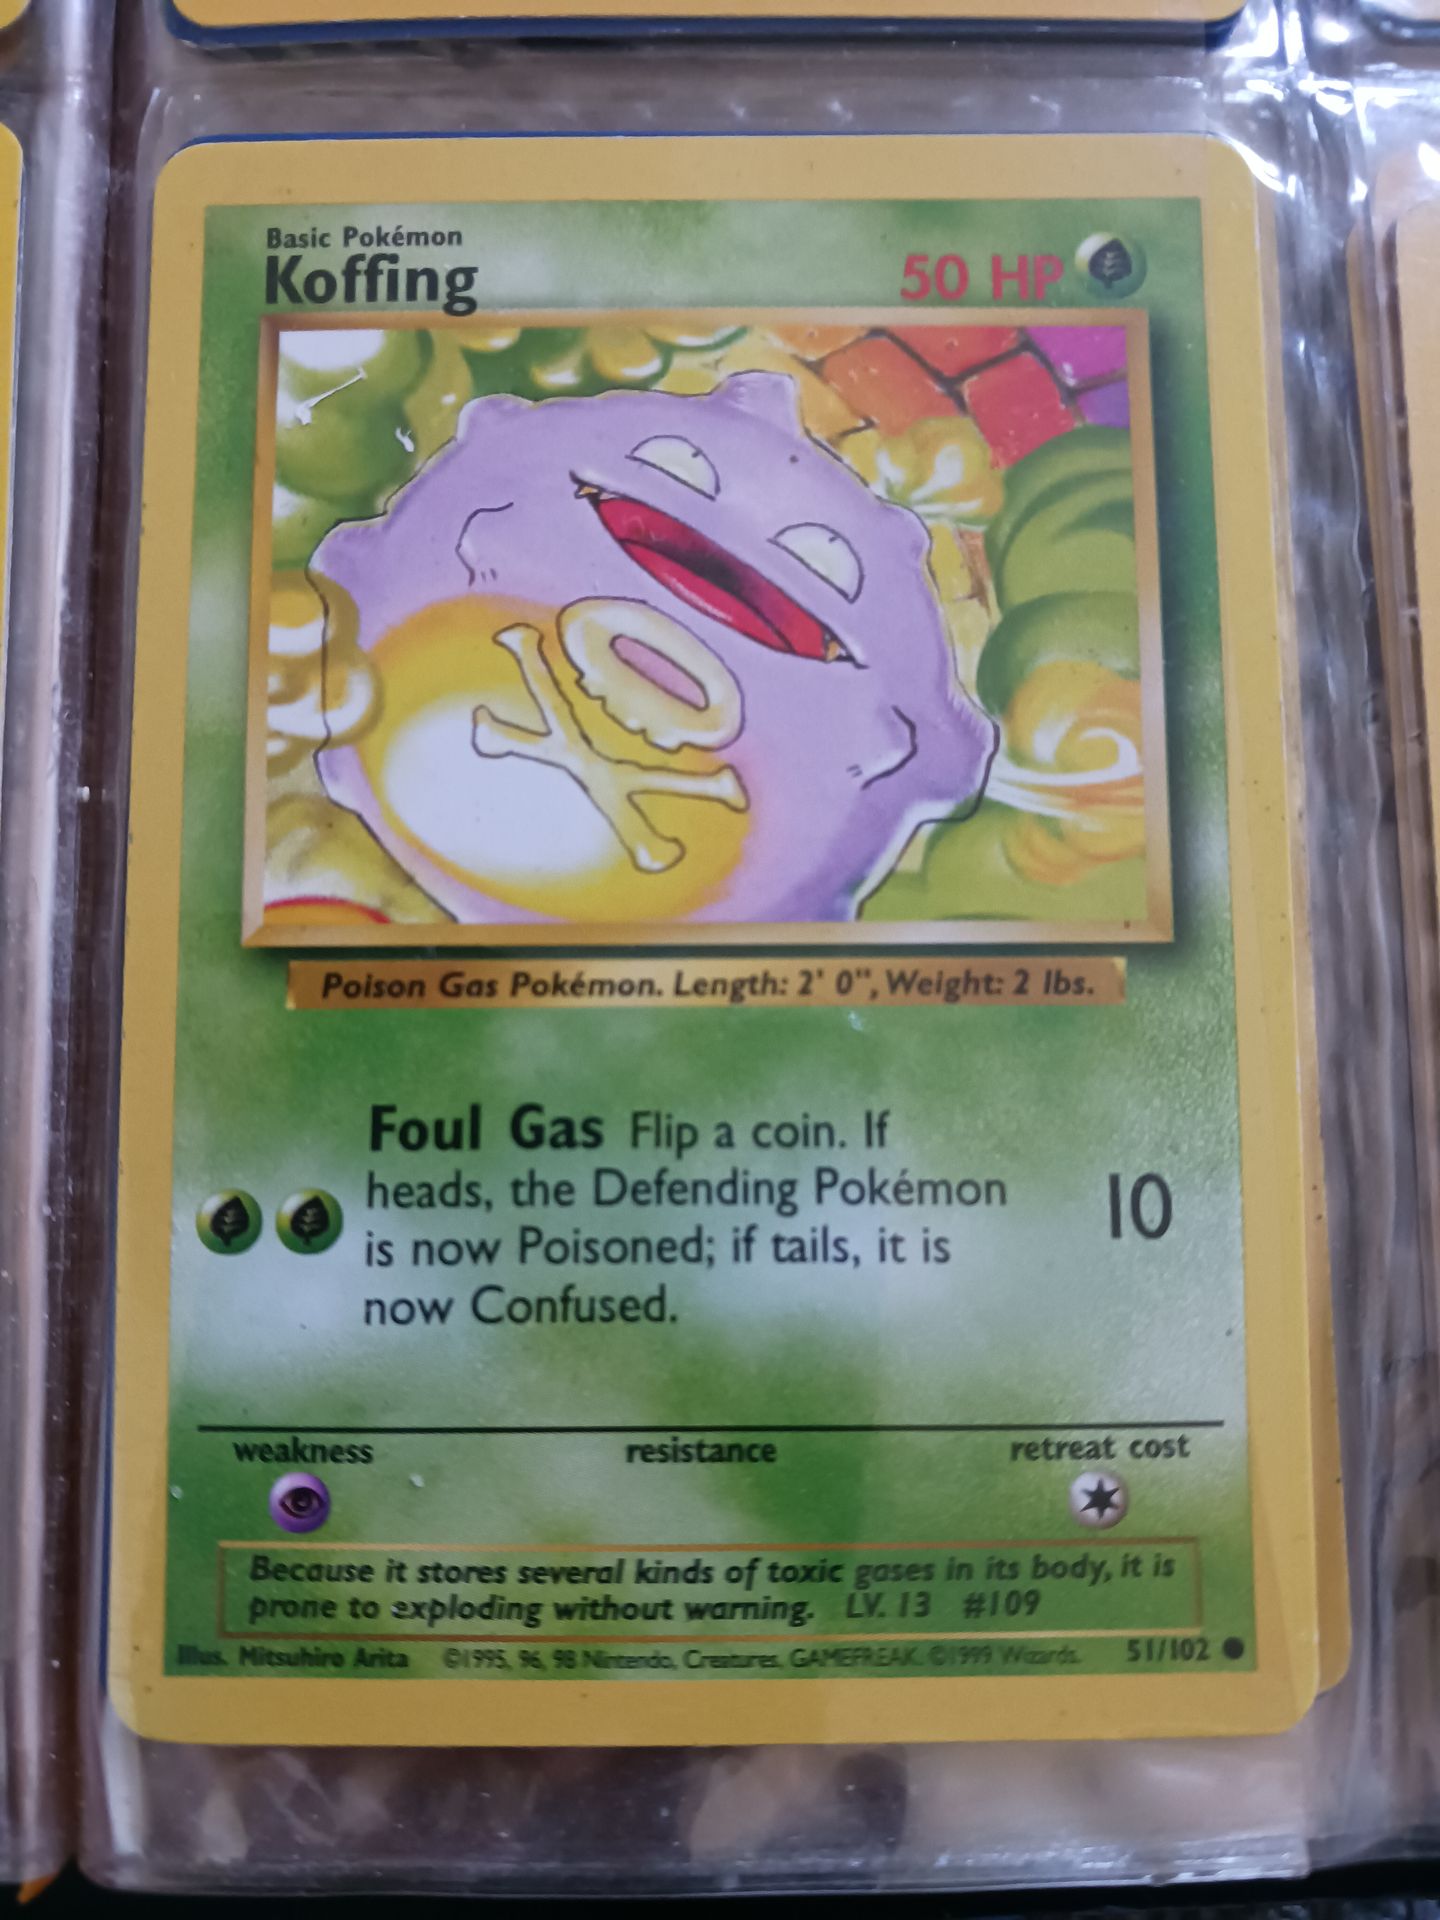 Basic Pokémon
Koffing
50 HP
Poison Gas Pokémon. Length: 2' 0", Weight: 2 lbs.
Foul Gas Flip a coin. If
heads, the Defending Pokémon
is now Poisoned; if tails, it is
now Confused.
10
weakness resistance retreat cost
Because it stores several kinds of toxic gases in its body, it is
prone to exploding without warning. LV. 13 #109
Illus. Mitsuhiro Arita ©1995, 96, 98 Nintendo, Creatures, GAMEFREAK. ©1999 Wizards. 51/102